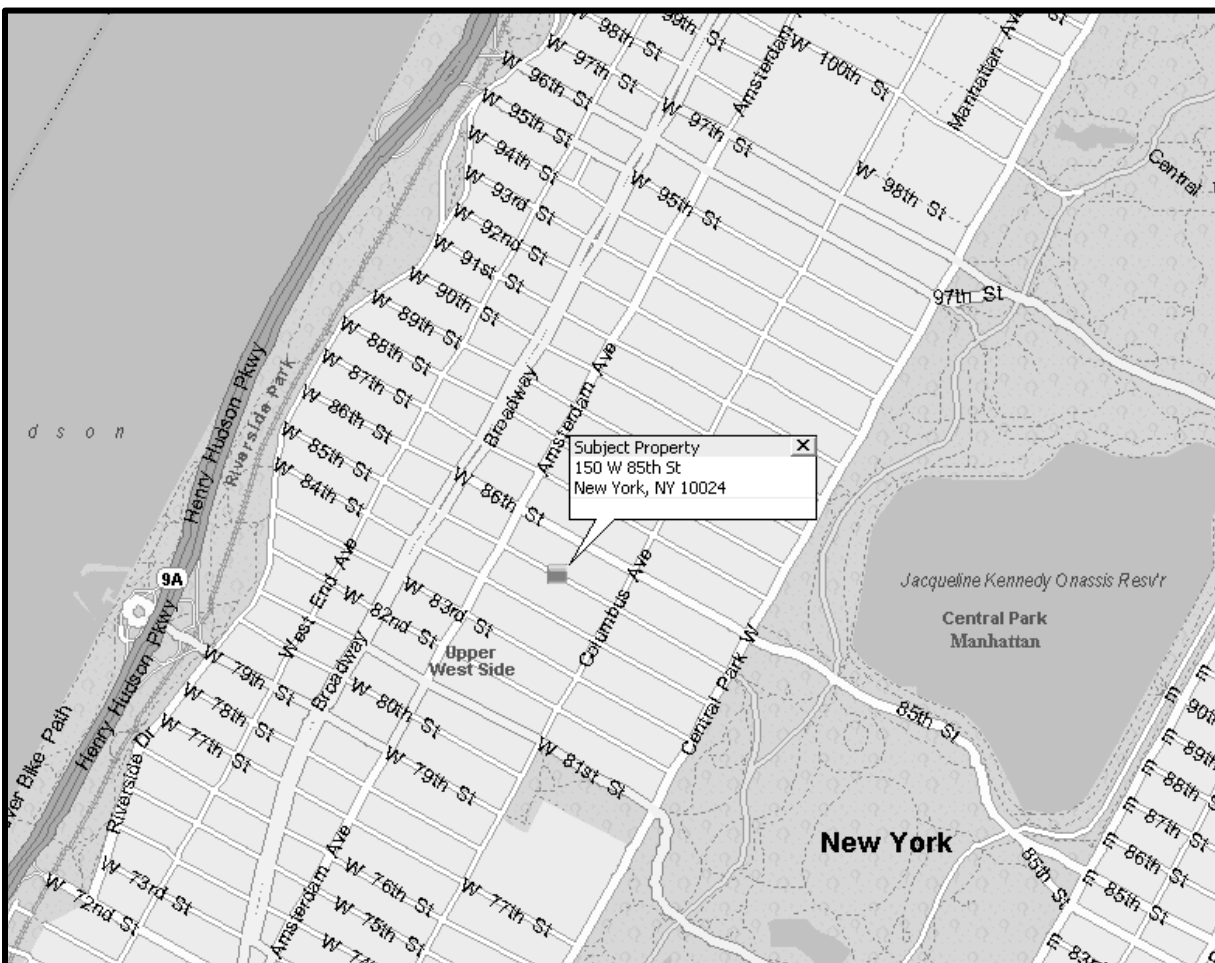 99th St
W 98th St
W 97th St
W 96th St
W 95th St
W 94th St
W 93rd St
W 92nd St
W 91st St
W 90th St
W 89th St
W 88th St
W 87th St
W 86th St
W 85th St
W 84th St
Amsterdam
W 100th St
Manhattan Ave
St
W 97th St
W 98th St
W 95th St
Central
97th St
d s o n
Henry Hudson Pkwy
Riverside Park
Broadway
Amsterdam Ave
Subject Property
150 W 85th St
New York, NY 10024
W 86th St
Jacqueline Kennedy Onassis Resv'r
Central Park
Manhattan
9A
Henry Hudson Pkwy
West End Ave
W 83rd St
W 82nd St
Columbus Ave
Central Park W
Upper
West Side
Broadway
W 79th St
W 78th St
W 77th St
W 80th St
W 79th St
W 81st St
85th St
ver Bike Path
Riverside Dr
Amsterdam Ave
New York
W 73rd St
W 72nd St
W 76th St
W 75th St
W 74
W 77th St
85th St
E
E 90th
E 89th
E 88th St
E 87th St
E 86th St
E 85th St
E 83rd